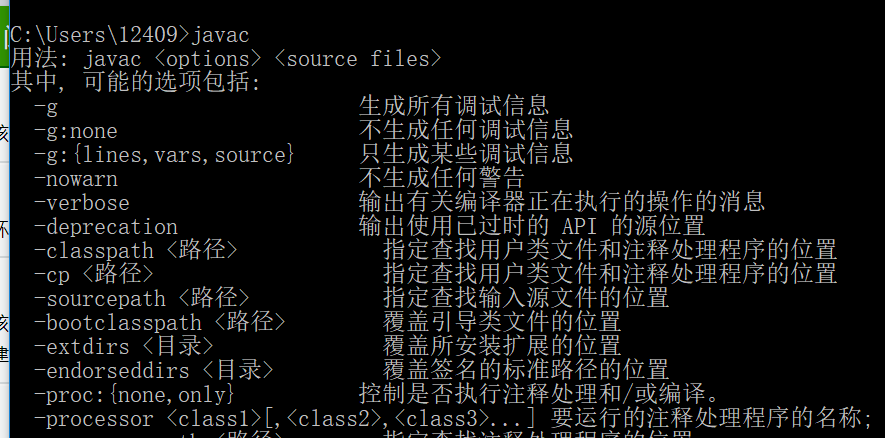 C:\Users\12409>javac
用法: javac <options> <source files>
其中, 可能的选项包括:
-g 生成所有调试信息
-g:none 不生成任何调试信息
-g:{lines,vars,source} 只生成某些调试信息
-nowarn 不生成任何警告
-verbose 输出有关编译器正在执行的操作的消息
-deprecation 输出使用已过时的 API 的源位置
-classpath <路径> 指定查找用户类文件和注释处理程序的位置
-cp <路径> 指定查找用户类文件和注释处理程序的位置
-sourcepath <路径> 指定查找输入源文件的位置
-bootclasspath <路径> 覆盖引导类文件的位置
-extdirs <目录> 覆盖所安装扩展的位置
-endorseddirs <目录> 覆盖签名的标准路径的位置
-proc:{none,only} 控制是否执行注释处理和/或编译。
-processor <class1>[,<class2>,<class3>...] 要运行的注释处理程序的名称;